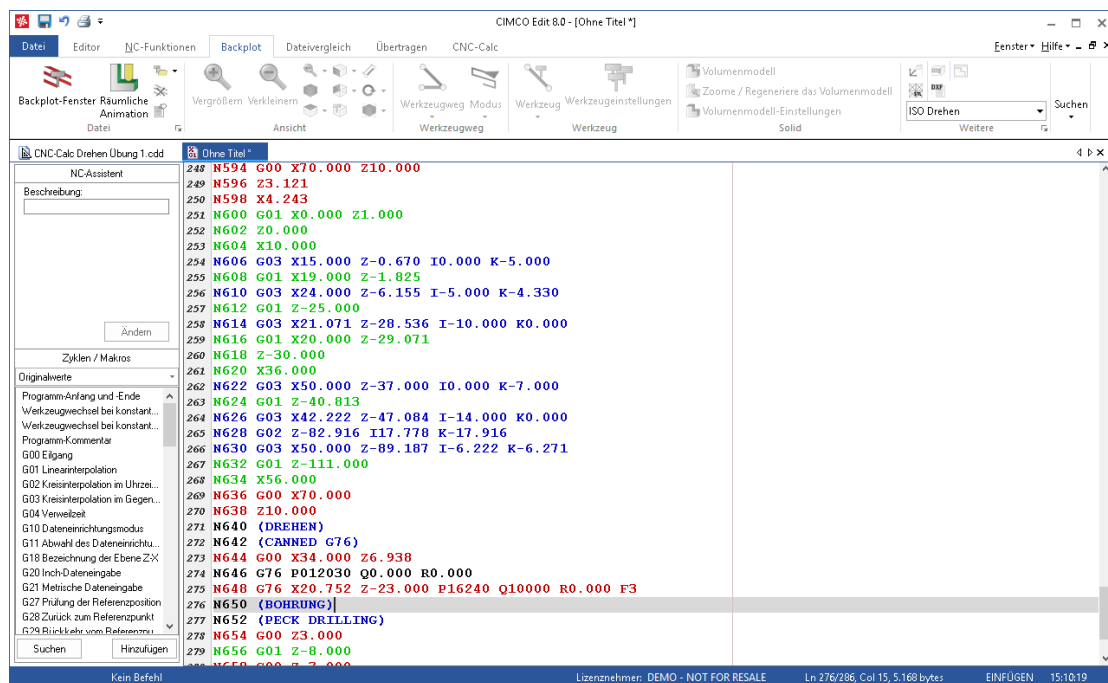 CIMCO Edit 8.0 - [Ohne Titel *]
Datei Editor NC-Funktionen Backplot Dateivergleich Übertragen CNC-Calc Fenster Hilfe
Backplot-Fenster Räumliche Animation
Vergrößern Verkleinern
Werkzeugweg Modus
Werkzeug Werkzeugeinstellungen
Volumenmodell
Zoome / Regeneriere das Volumenmodell
Volumenmodell-Einstellungen
DXF
ISO Drehen
Suchen
Datei Ansicht Werkzeugweg Werkzeug Solid Weitere
CNC-Calc Drehen Übung 1.cdd Ohne Titel *
NC-Assistent
Beschreibung:
Ändern
Zyklen / Makros
Originalwerte
Programm-Anfang und -Ende
Werkzeugwechsel bei konstant...
Werkzeugwechsel bei konstant...
Programm-Kommentar
G00 Eilgang
G01 Linearinterpolation
G02 Kreisinterpolation im Uhrzei...
G03 Kreisinterpolation im Gegen...
G04 Verweilzeit
G10 Dateneinrichtungsmodus
G11 Abwahl des Dateneinrichtu...
G18 Bezeichnung der Ebene Z-X
G20 Inch-Dateneingabe
G21 Metrische Dateneingabe
G27 Prüfung der Referenzposition
G28 Zurück zum Referenzpunkt
G29 Rückkehr vom Referenzpu...
Suchen Hinzufügen
248 N594 G00 X70.000 Z10.000
249 N596 Z3.121
250 N598 X4.243
251 N600 G01 X0.000 Z1.000
252 N602 Z0.000
253 N604 X10.000
254 N606 G03 X15.000 Z-0.670 I0.000 K-5.000
255 N608 G01 X19.000 Z-1.825
256 N610 G03 X24.000 Z-6.155 I-5.000 K-4.330
257 N612 G01 Z-25.000
258 N614 G03 X21.071 Z-28.536 I-10.000 K0.000
259 N616 G01 X20.000 Z-29.071
260 N618 Z-30.000
261 N620 X36.000
262 N622 G03 X50.000 Z-37.000 I0.000 K-7.000
263 N624 G01 Z-40.813
264 N626 G03 X42.222 Z-47.084 I-14.000 K0.000
265 N628 G02 Z-82.916 I17.778 K-17.916
266 N630 G03 X50.000 Z-89.187 I-6.222 K-6.271
267 N632 G01 Z-111.000
268 N634 X56.000
269 N636 G00 X70.000
270 N638 Z10.000
271 N640 (DREHEN)
272 N642 (CANNED G76)
273 N644 G00 X34.000 Z6.938
274 N646 G76 P012030 Q0.000 R0.000
275 N648 G76 X20.752 Z-23.000 P16240 Q10000 R0.000 F3
276 N650 (BOHRUNG)
277 N652 (PECK DRILLING)
278 N654 G00 Z3.000
279 N656 G01 Z-8.000
280 N658 G00 Z-7.000
Kein Befehl Lizenznehmer: DEMO - NOT FOR RESALE Ln 276/286, Col 15, 5.168 bytes EINFÜGEN 15:10:19